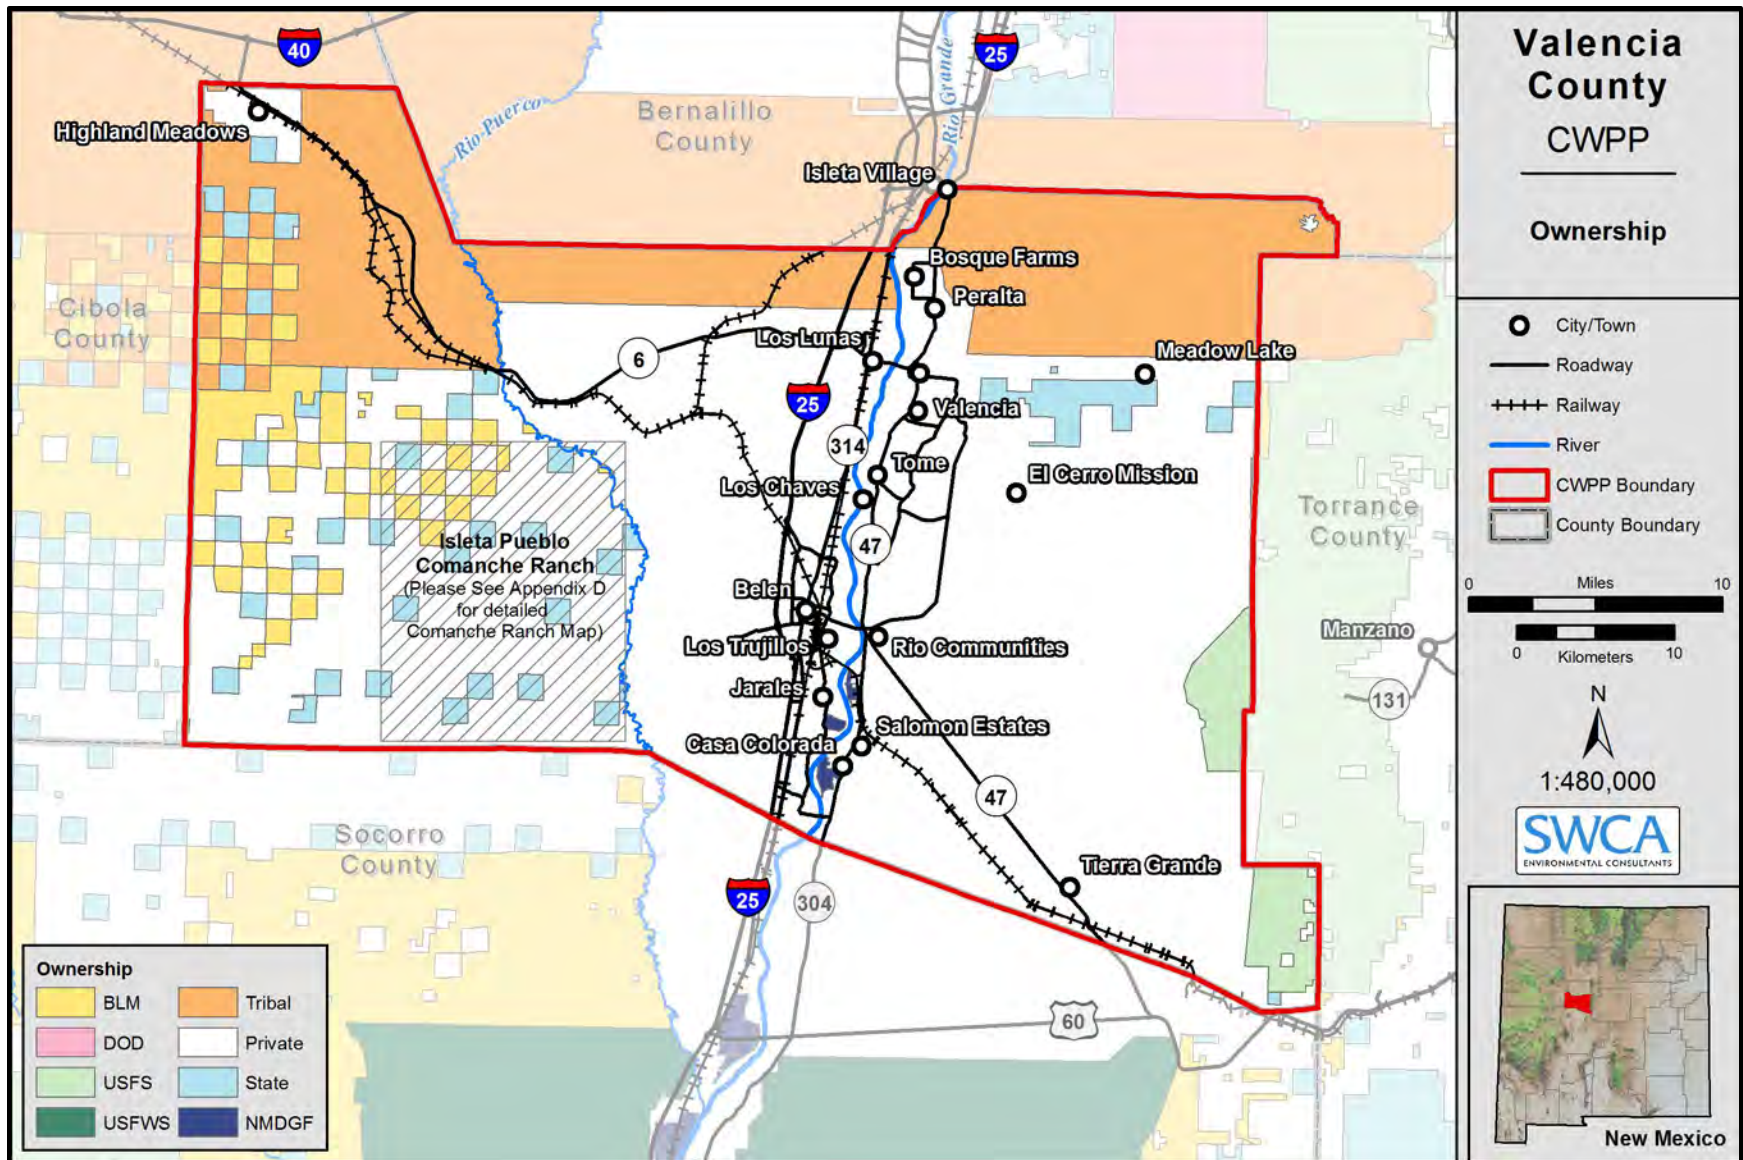 40
25
Rio Puerco
Rio Grande
Bernalillo
County
Highland Meadows
Isleta Village
Bosque Farms
Peralta
Cibola
County
Los Lunas
6
Meadow Lake
25
Valencia
314
Tome
El Cerro Mission
Los Chaves
Torrance
County
47
Isleta Pueblo
Comanche Ranch
(Please See Appendix D
for detailed
Comanche Ranch Map)
Belen
Los Trujillos
Rio Communities
Manzano
Jarales
131
Salomon Estates
Casa Colorada
47
Socorro
County
Tierra Grande
25
304
60
Ownership
BLM
Tribal
DOD
Private
USFS
State
USFWS
NMDGF
Valencia
County
CWPP
Ownership
City/Town
Roadway
Railway
River
CWPP Boundary
County Boundary
0 Miles 10
0 Kilometers 10
N
1:480,000
SWCA
ENVIRONMENTAL CONSULTANTS
New Mexico